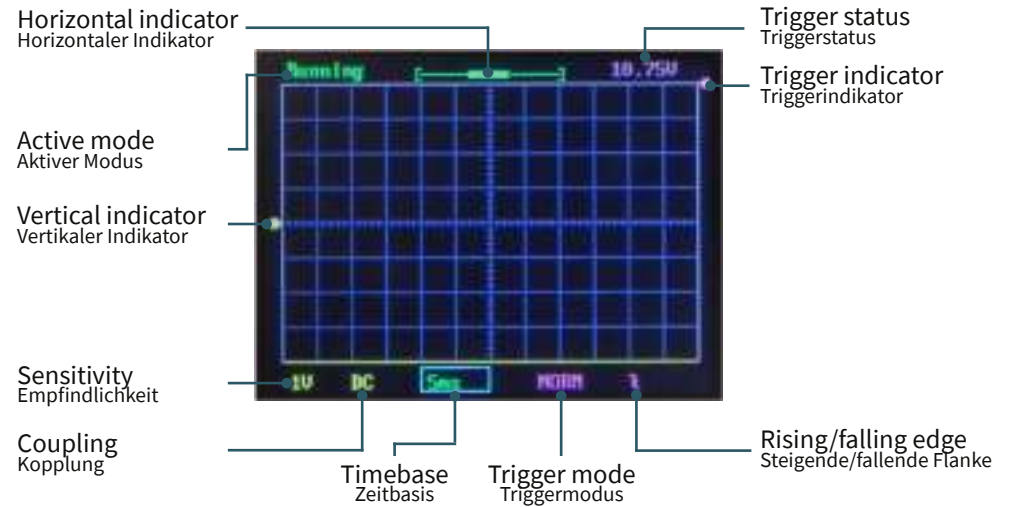 Horizontal indicator
Horizontaler Indikator
Trigger status
Triggerstatus
Running
10.75V
Trigger indicator
Triggerindikator
Active mode
Aktiver Modus
Vertical indicator
Vertikaler Indikator
Sensitivity
Empfindlichkeit
1V
DC
5ms
NORM
Coupling
Kopplung
Timebase
Zeitbasis
Trigger mode
Triggermodus
Rising/falling edge
Steigende/fallende Flanke